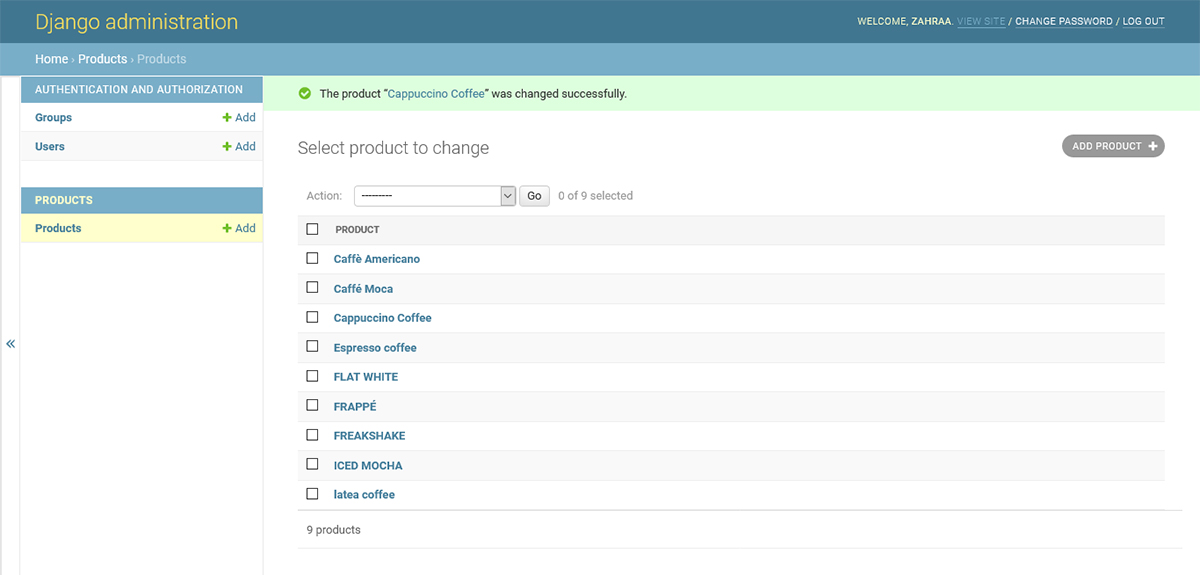 Django administration
WELCOME, ZAHRAA. VIEW SITE / CHANGE PASSWORD / LOG OUT
Home › Products › Products
AUTHENTICATION AND AUTHORIZATION
Groups + Add
Users + Add
PRODUCTS
Products + Add
«
The product “Cappuccino Coffee” was changed successfully.
Select product to change
ADD PRODUCT +
Action: --------- Go 0 of 9 selected
PRODUCT
Caffè Americano
Caffé Moca
Cappuccino Coffee
Espresso coffee
FLAT WHITE
FRAPPÉ
FREAKSHAKE
ICED MOCHA
latea coffee
9 products